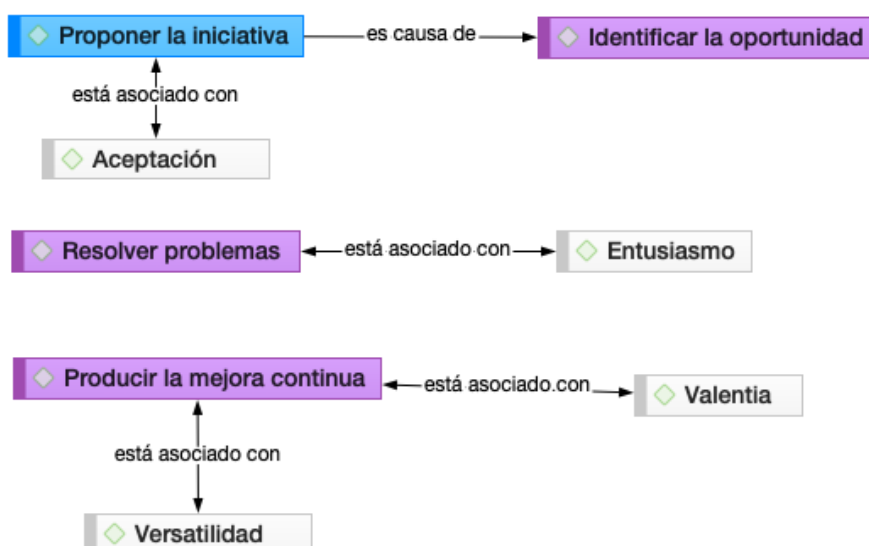 Proponer la iniciativa
es causa de
Identificar la oportunidad
está asociado con
Aceptación
Resolver problemas
está asociado con
Entusiasmo
Producir la mejora continua
está asociado con
Valentia
está asociado con
Versatilidad